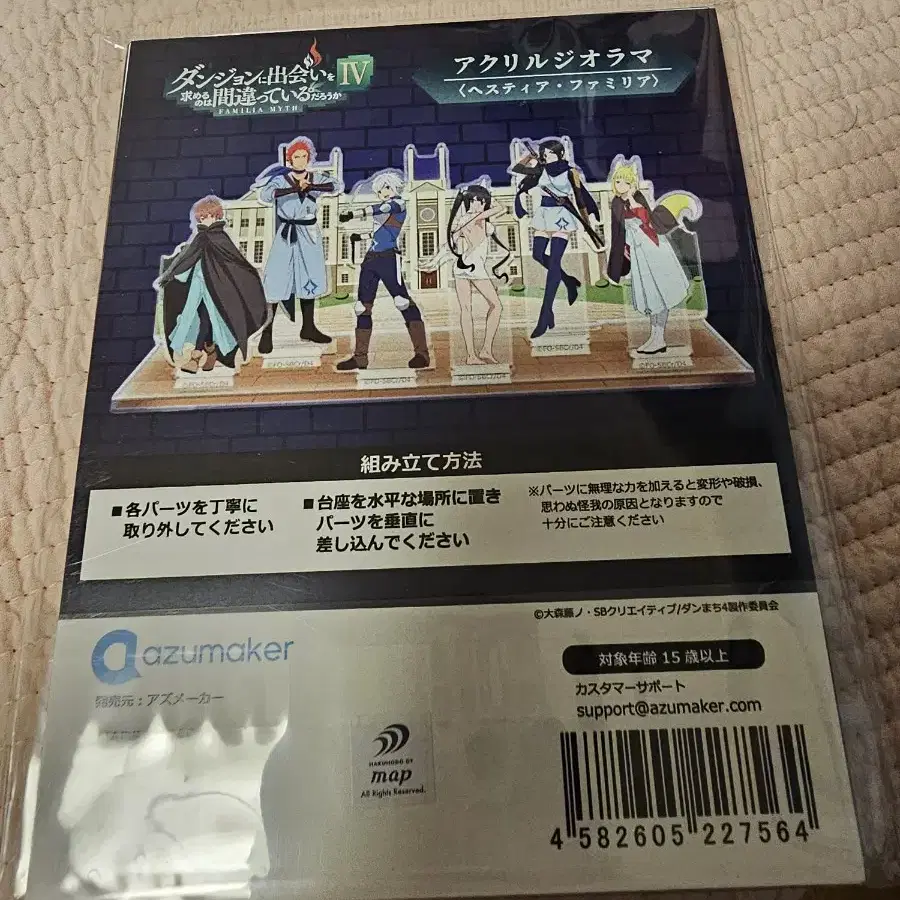 ダンジョンに出会いを
求めるのは間違っているだろうか
IV
FAMILIA MYTH
アクリルジオラマ
〈ヘスティア・ファミリア〉
組み立て方法
■各パーツを丁寧に
取り外してください
■台座を水平な場所に置き
パーツを垂直に
差し込んでください
※パーツに無理な力を加えると変形や破損、
思わぬ怪我の原因となりますので
十分にご注意ください
©大森藤ノ・SBクリエイティブ/ダンまち4製作委員会
azumaker
発売元：アズメーカー
対象年齢 15 歳以上
カスタマーサポート
support@azumaker.com
HAKUHODO DY
map
All Rights Reserved.
4 582605 227564